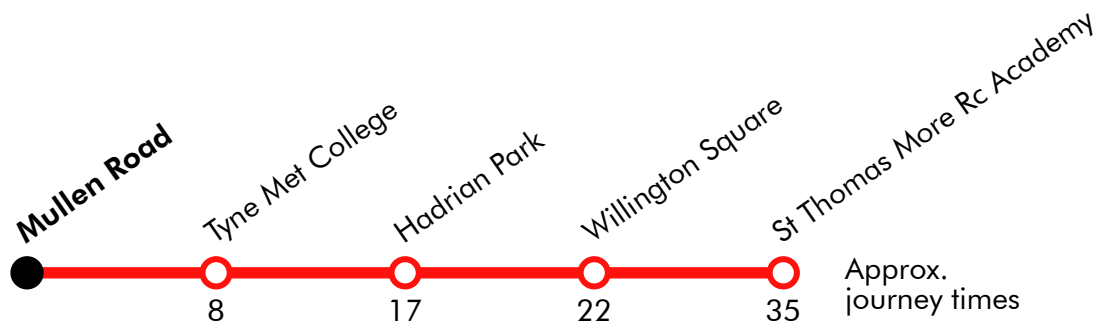 Mullen Road
Tyne Met College
Hadrian Park
Willington Square
St Thomas More Rc Academy
8
17
22
35
Approx.
journey times